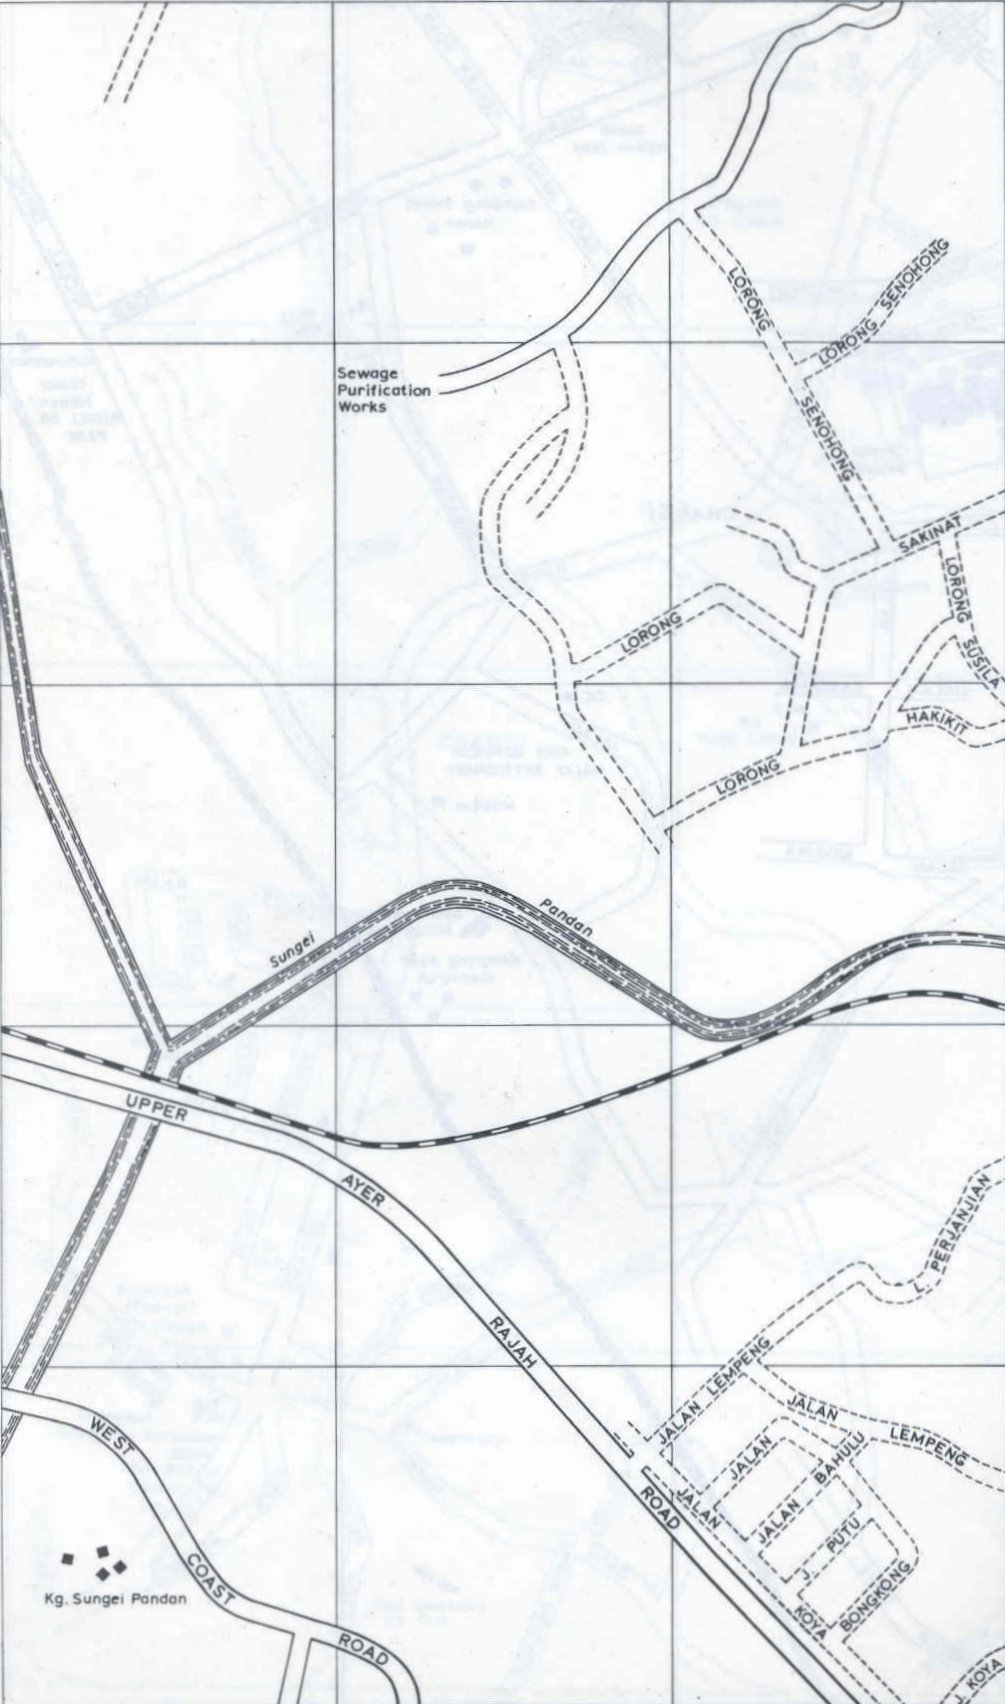 LORONG
SENOHONG
LORONG SENOHONG
Sewage
Purification
Works
SAKINAT
LORONG
SUSILA
LORONG
HAKIKIT
LORONG
Sungei
Pandan
UPPER
AYER
RAJAH
ROAD
L. PERJANJIAN
JALAN LEMPENG
JALAN
LEMPENG
JALAN
BAHULU
JALAN
JALAN
PUTU
J
KOYA
BONGKONG
WEST
COAST
ROAD
Kg. Sungei Pandan
KOYA